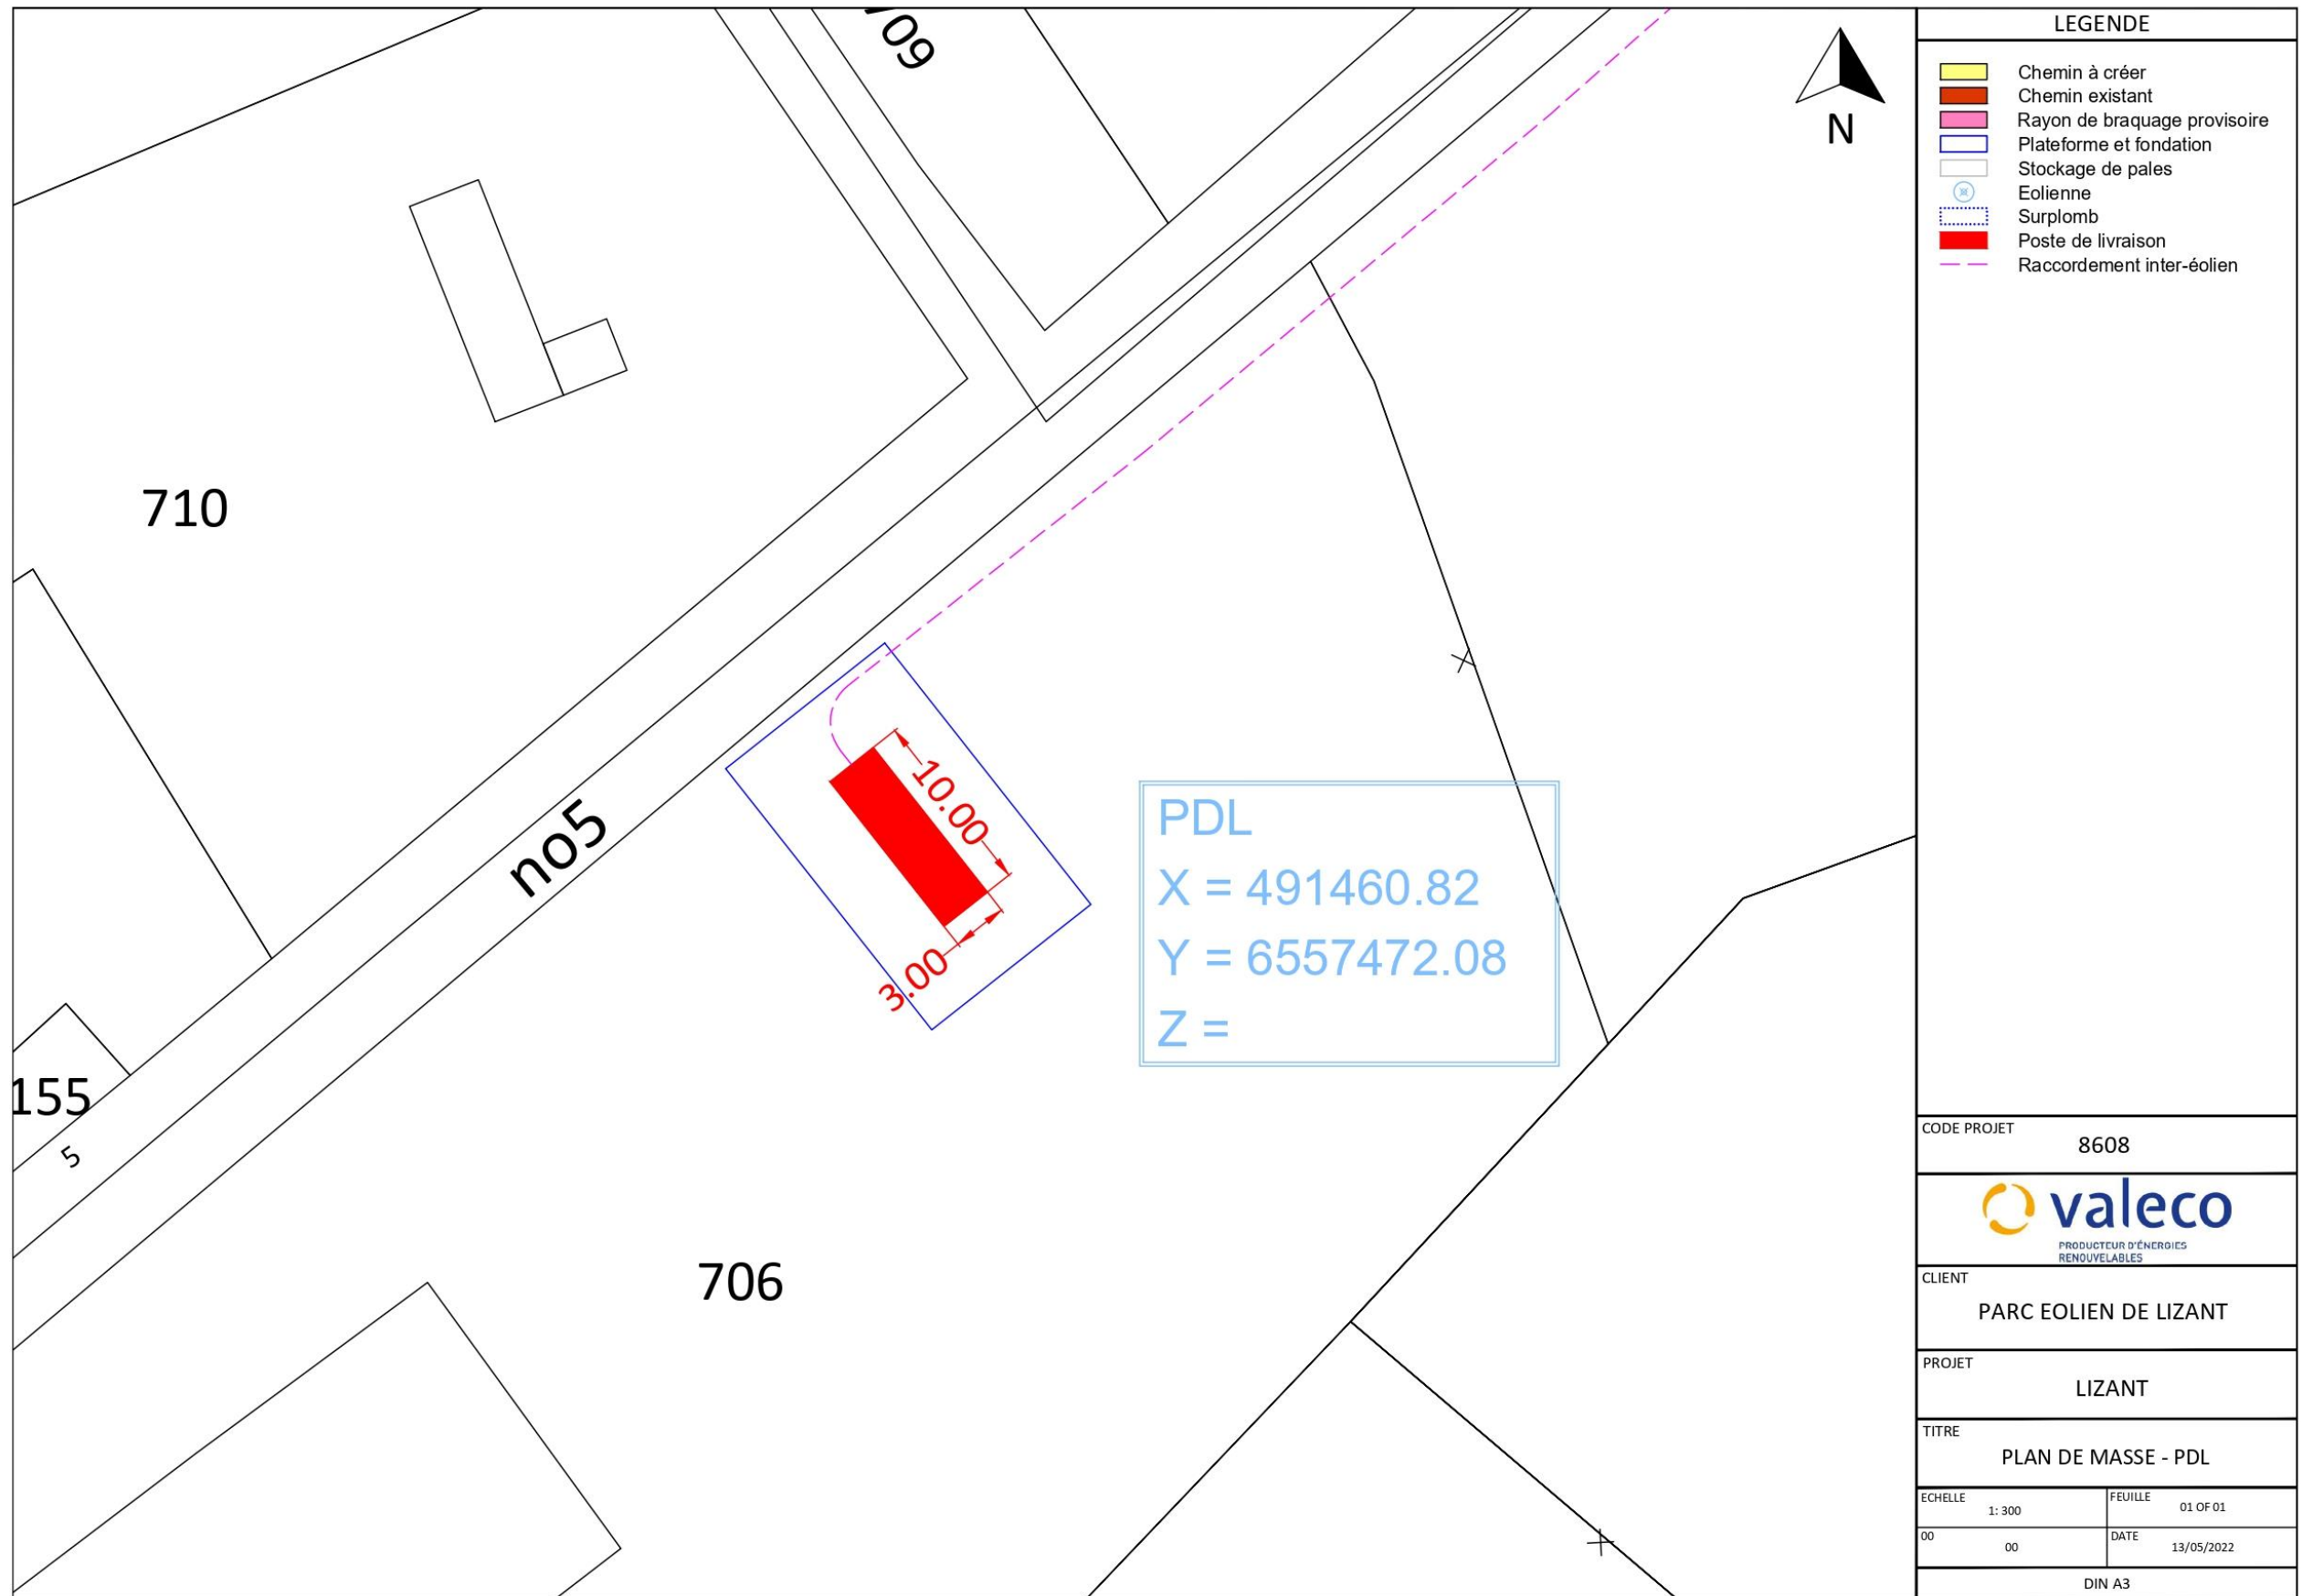 709
710
no5
155
5
706
10.00
3.00
PDL
X = 491460.82
Y = 6557472.08
Z =
N
LEGENDE
Chemin à créer
Chemin existant
Rayon de braquage provisoire
Plateforme et fondation
Stockage de pales
Eolienne
Surplomb
Poste de livraison
Raccordement inter-éolien
CODE PROJET
8608
valeco
PRODUCTEUR D'ÉNERGIES
RENOUVELABLES
CLIENT
PARC EOLIEN DE LIZANT
PROJET
LIZANT
TITRE
PLAN DE MASSE - PDL
ECHELLE
1: 300
FEUILLE
01 OF 01
00
00
DATE
13/05/2022
DIN A3